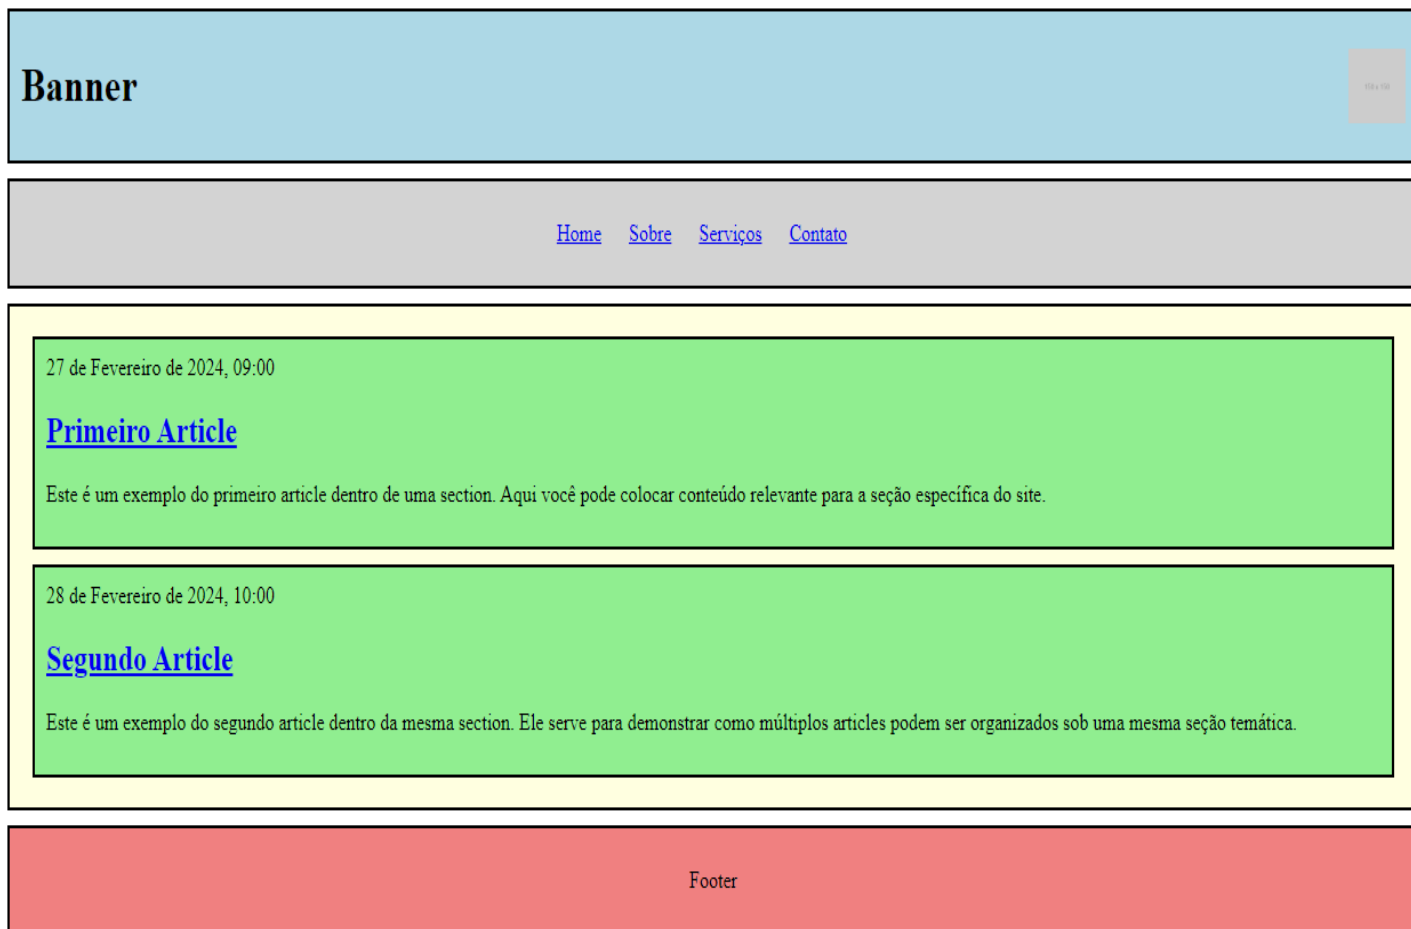 Banner
Home Sobre Serviços Contato
27 de Fevereiro de 2024, 09:00
Primeiro Article
Este é um exemplo do primeiro article dentro de uma section. Aqui você pode colocar conteúdo relevante para a seção específica do site.
28 de Fevereiro de 2024, 10:00
Segundo Article
Este é um exemplo do segundo article dentro da mesma section. Ele serve para demonstrar como múltiplos articles podem ser organizados sob uma mesma seção temática.
Footer